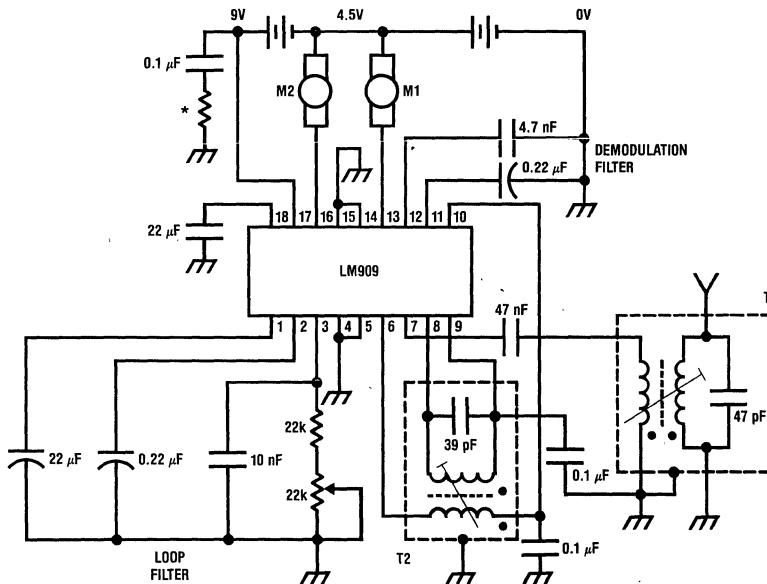 9V 4.5V 0V
0.1 µF
*
M2 M1
4.7 nF
DEMODULATION
FILTER
0.22 µF
18 17 16 15 14 13 12 11 10
22 µF
LM909
1 2 3 4 5 6 7 8 9
47 nF
T
22k
39 pF
47 pF
22 µF 0.22 µF 10 nF
22k
0.1 µF
LOOP
FILTER
T2
0.1 µF